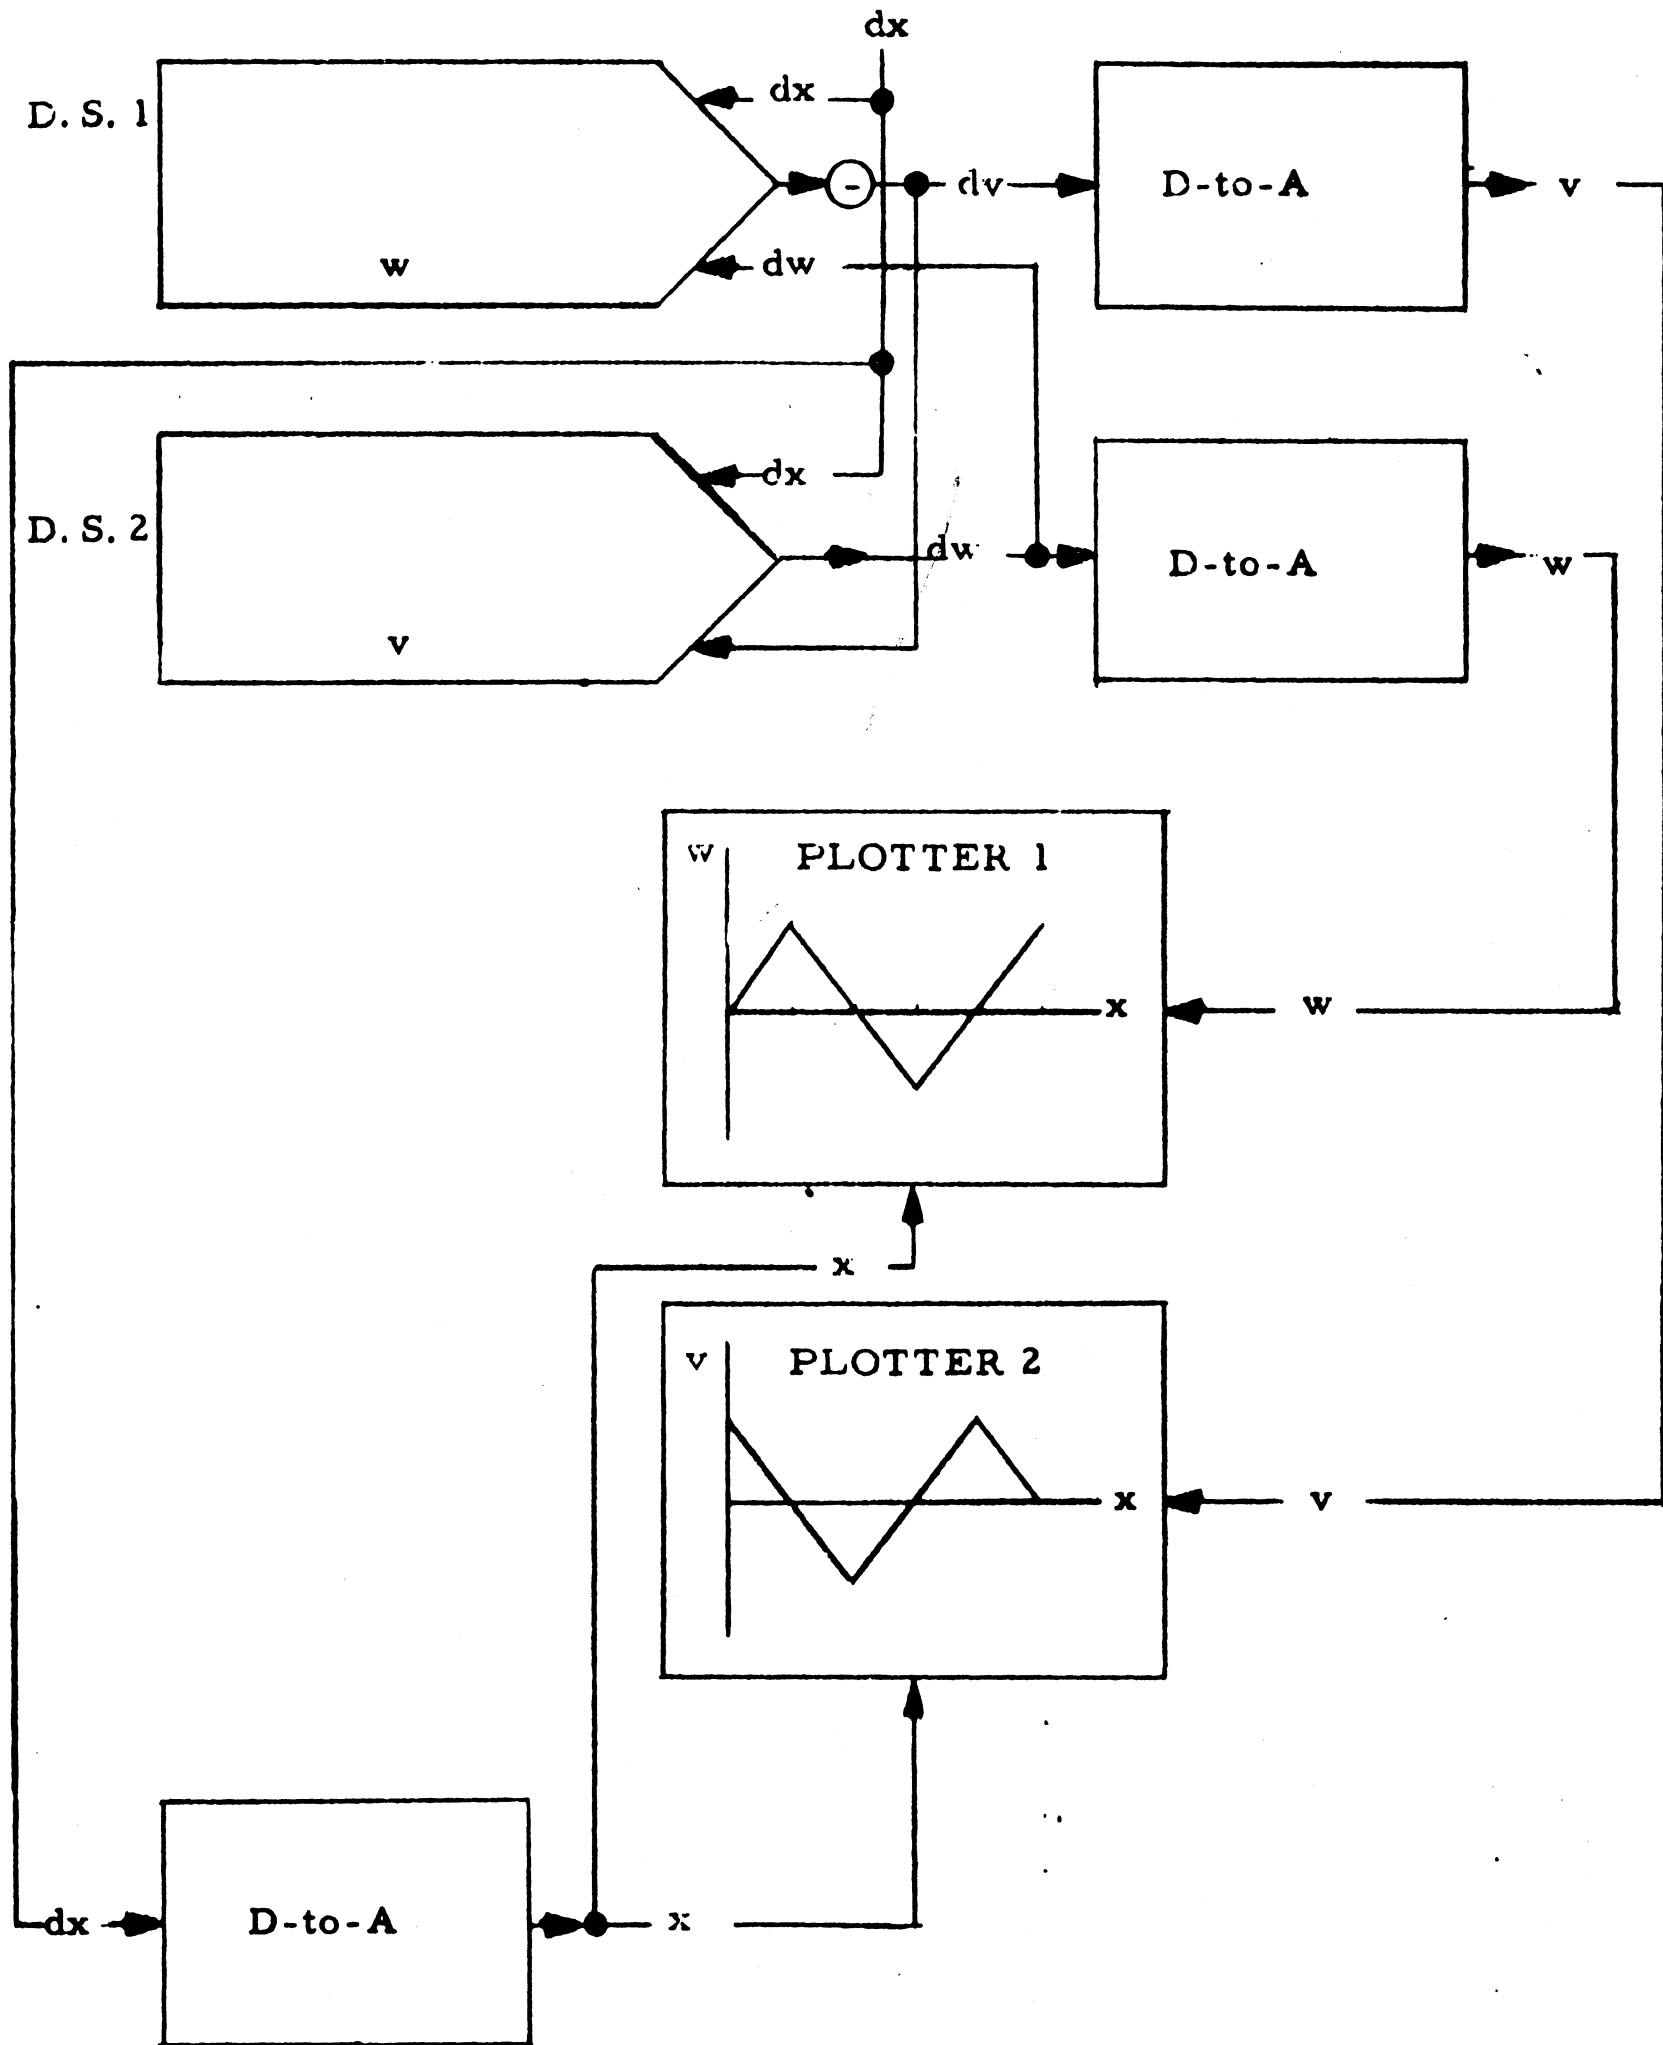 dx
D. S. 1
dx
-
dv
D-to-A
v
w
dw
dx
D. S. 2
dw
D-to-A
w
v
w
PLOTTER 1
x
w
x
v
PLOTTER 2
x
v
dx
D-to-A
x